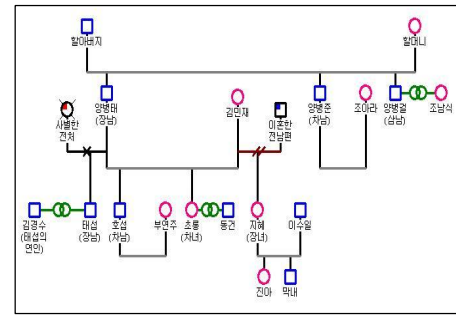 할아버지
할머니
양병태
(장남)
김민재
양병준
(차남)
조아라
양병걸
(삼남)
조남식
사별한
전처
이혼한
전남편
김경수
(태섭의
연인)
태섭
(장남)
호섭
(차남)
부연주
초롱
(차녀)
동건
지혜
(장녀)
이수일
진아
막내